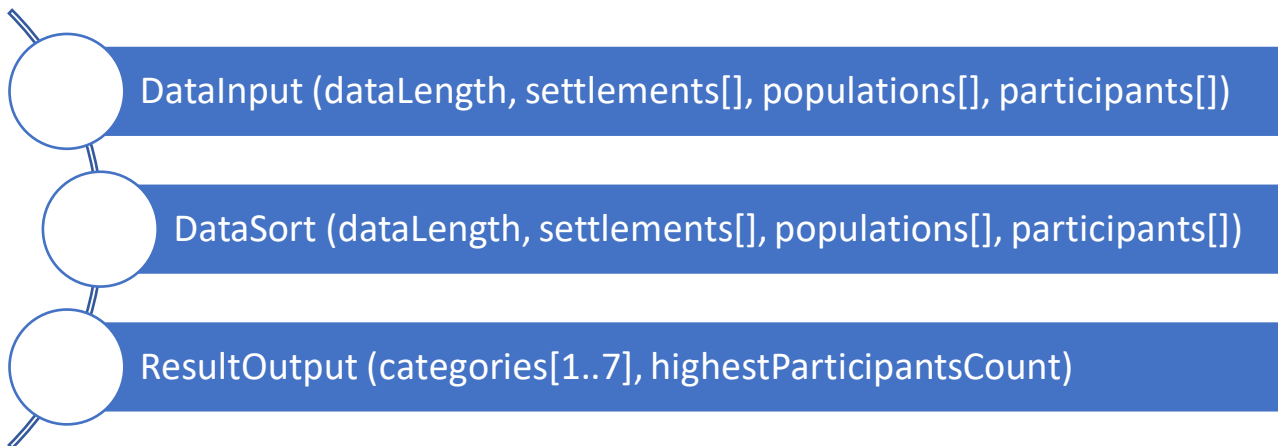 DataInput (dataLength, settlements[], populations[], participants[])
DataSort (dataLength, settlements[], populations[], participants[])
ResultOutput (categories[1..7], highestParticipantsCount)